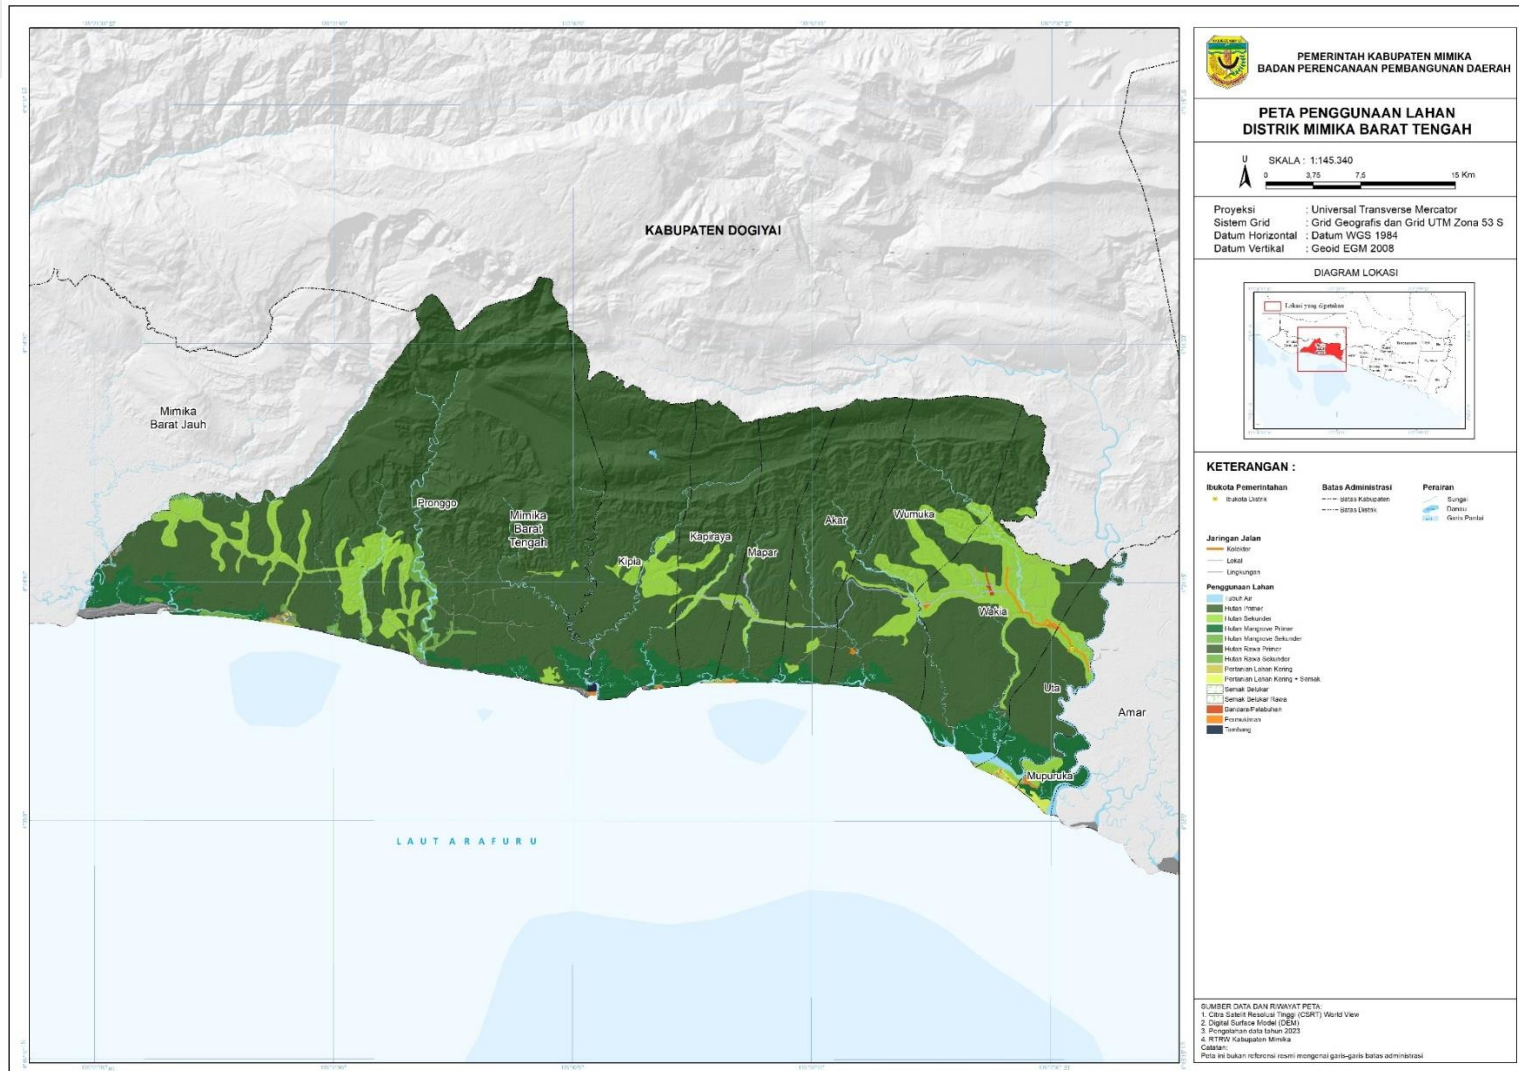 KABUPATEN DOGIYAI
Mimika
Barat Jauh
Pronggo
Mimika
Barat
Tengah
Kipia
Kapiraya
Mapar
Akar
Wumuka
Wakia
Uta
Mupuruka
Amar
LAUT ARAFURU
PEMERINTAH KABUPATEN MIMIKA
BADAN PERENCANAAN PEMBANGUNAN DAERAH
PETA PENGGUNAAN LAHAN
DISTRIK MIMIKA BARAT TENGAH
U
SKALA : 1:145.340
0 3,75 7,5 15 Km
Proyeksi : Universal Transverse Mercator
Sistem Grid : Grid Geografis dan Grid UTM Zona 53 S
Datum Horizontal : Datum WGS 1984
Datum Vertikal : Geoid EGM 2008
DIAGRAM LOKASI
Lokasi yang dipetakan
KETERANGAN :
Ibukota Pemerintahan
Ibukota Distrik
Batas Administrasi
Batas Kabupaten
Batas Distrik
Perairan
Sungai
Danau
Garis Pantai
Jaringan Jalan
Kolektor
Lokal
Lingkungan
Penggunaan Lahan
Tubuh Air
Hutan Primer
Hutan Sekunder
Hutan Mangrove Primer
Hutan Mangrove Sekunder
Hutan Rawa Primer
Hutan Rawa Sekunder
Pertanian Lahan Kering
Pertanian Lahan Kering + Semak
Semak Belukar
Semak Belukar Rawa
Bandara/Pelabuhan
Permukiman
Tambang
SUMBER DATA DAN RIWAYAT PETA:
1. Citra Satelit Resolusi Tinggi (CSRT) World View
2. Digital Surface Model (DEM)
3. Pengolahan data tahun 2023
4. RTRW Kabupaten Mimika
Catatan:
Peta ini bukan referensi resmi mengenai garis-garis batas administrasi